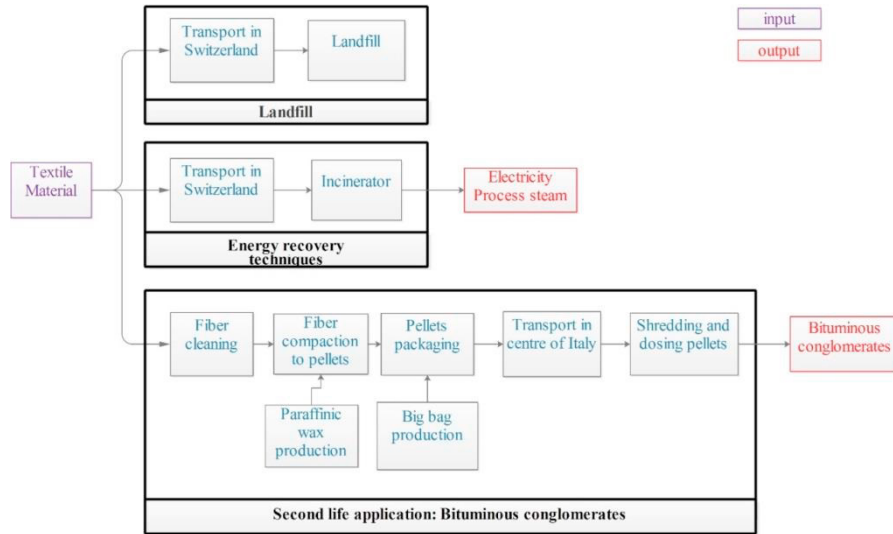 input
output
Transport in
Switzerland
Landfill
Landfill
Textile
Material
Transport in
Switzerland
Incinerator
Electricity
Process steam
Energy recovery
techniques
Fiber
cleaning
Fiber
compaction
to pellets
Pellets
packaging
Transport in
centre of Italy
Shredding and
dosing pellets
Bituminous
conglomerates
Paraffinic
wax
production
Big bag
production
Second life application: Bituminous conglomerates